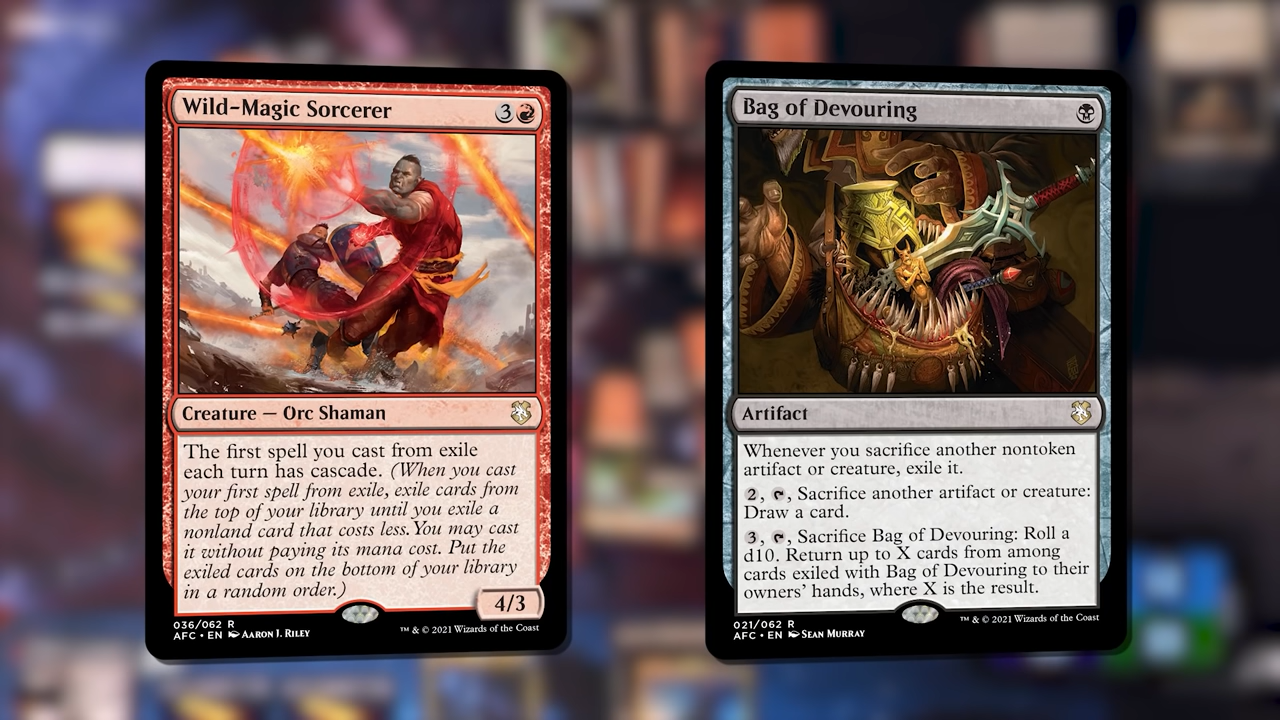 Wild-Magic Sorcerer 3
Creature — Orc Shaman
The first spell you cast from exile
each turn has cascade. (When you cast
your first spell from exile, exile cards from
the top of your library until you exile a
nonland card that costs less.You may cast
it without paying its mana cost. Put the
exiled cards on the bottom of your library
in a random order.)
4/3
036/062 R
AFC • EN AARON J. RILEY
™ & © 2021 Wizards of the Coast
Bag of Devouring
Artifact
Whenever you sacrifice another nontoken
artifact or creature, exile it.
2, , Sacrifice another artifact or creature:
Draw a card.
3, , Sacrifice Bag of Devouring: Roll a
d10. Return up to X cards from among
cards exiled with Bag of Devouring to their
owners' hands, where X is the result.
021/062 R
AFC • EN SEAN MURRAY
™ & © 2021 Wizards of the Coast